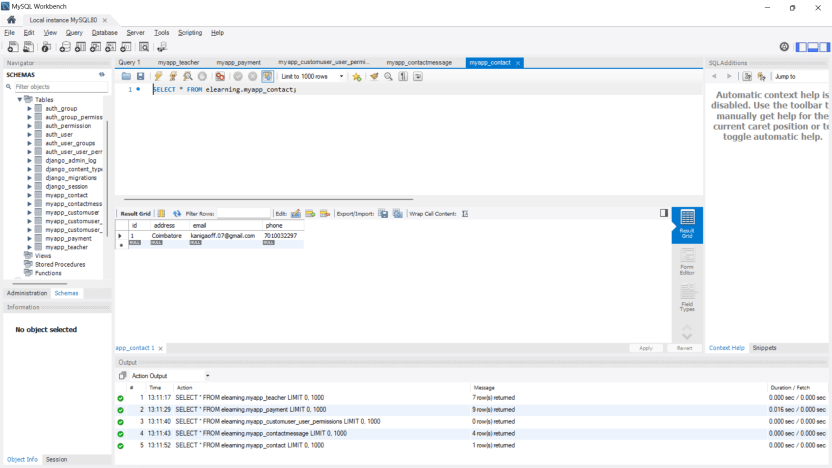 MySQL Workbench
Local instance MySQL80 ×
File Edit View Query Database Server Tools Scripting Help
Navigator
SCHEMAS
Filter objects
Tables
auth_group
auth_group_permiss
auth_permission
auth_user
auth_user_groups
auth_user_user_perr
django_admin_log
django_content_type
django_migrations
django_session
myapp_contact
myapp_contactmess
myapp_customuser
myapp_customuser_
myapp_customuser_
myapp_payment
myapp_teacher
Views
Stored Procedures
Functions
Administration Schemas
Information
No object selected
Object Info Session
Query 1 myapp_teacher myapp_payment myapp_customuser_user_permi... myapp_contactmessage myapp_contact ×
Limit to 1000 rows
1 SELECT * FROM elearning.myapp_contact;
Result Grid Filter Rows: Edit: Export/Import: Wrap Cell Content:
id address email phone
1 Coimbatore kanigaoff.07@gmail.com 7010032297
NULL NULL NULL NULL
Result Grid
Form Editor
Field Types
app_contact 1 × Apply Revert
SQLAdditions
Jump to
Automatic context help is
disabled. Use the toolbar t
manually get help for the
current caret position or to
toggle automatic help.
Context Help Snippets
Output
Action Output
# Time Action Message Duration / Fetch
1 13:11:17 SELECT * FROM elearning.myapp_teacher LIMIT 0, 1000 7 row(s) returned 0.000 sec / 0.000 sec
2 13:11:29 SELECT * FROM elearning.myapp_payment LIMIT 0, 1000 9 row(s) returned 0.016 sec / 0.000 sec
3 13:11:40 SELECT * FROM elearning.myapp_customuser_user_permissions LIMIT 0, 1000 0 row(s) returned 0.000 sec / 0.000 sec
4 13:11:43 SELECT * FROM elearning.myapp_contactmessage LIMIT 0, 1000 4 row(s) returned 0.000 sec / 0.000 sec
5 13:11:52 SELECT * FROM elearning.myapp_contact LIMIT 0, 1000 1 row(s) returned 0.000 sec / 0.000 sec